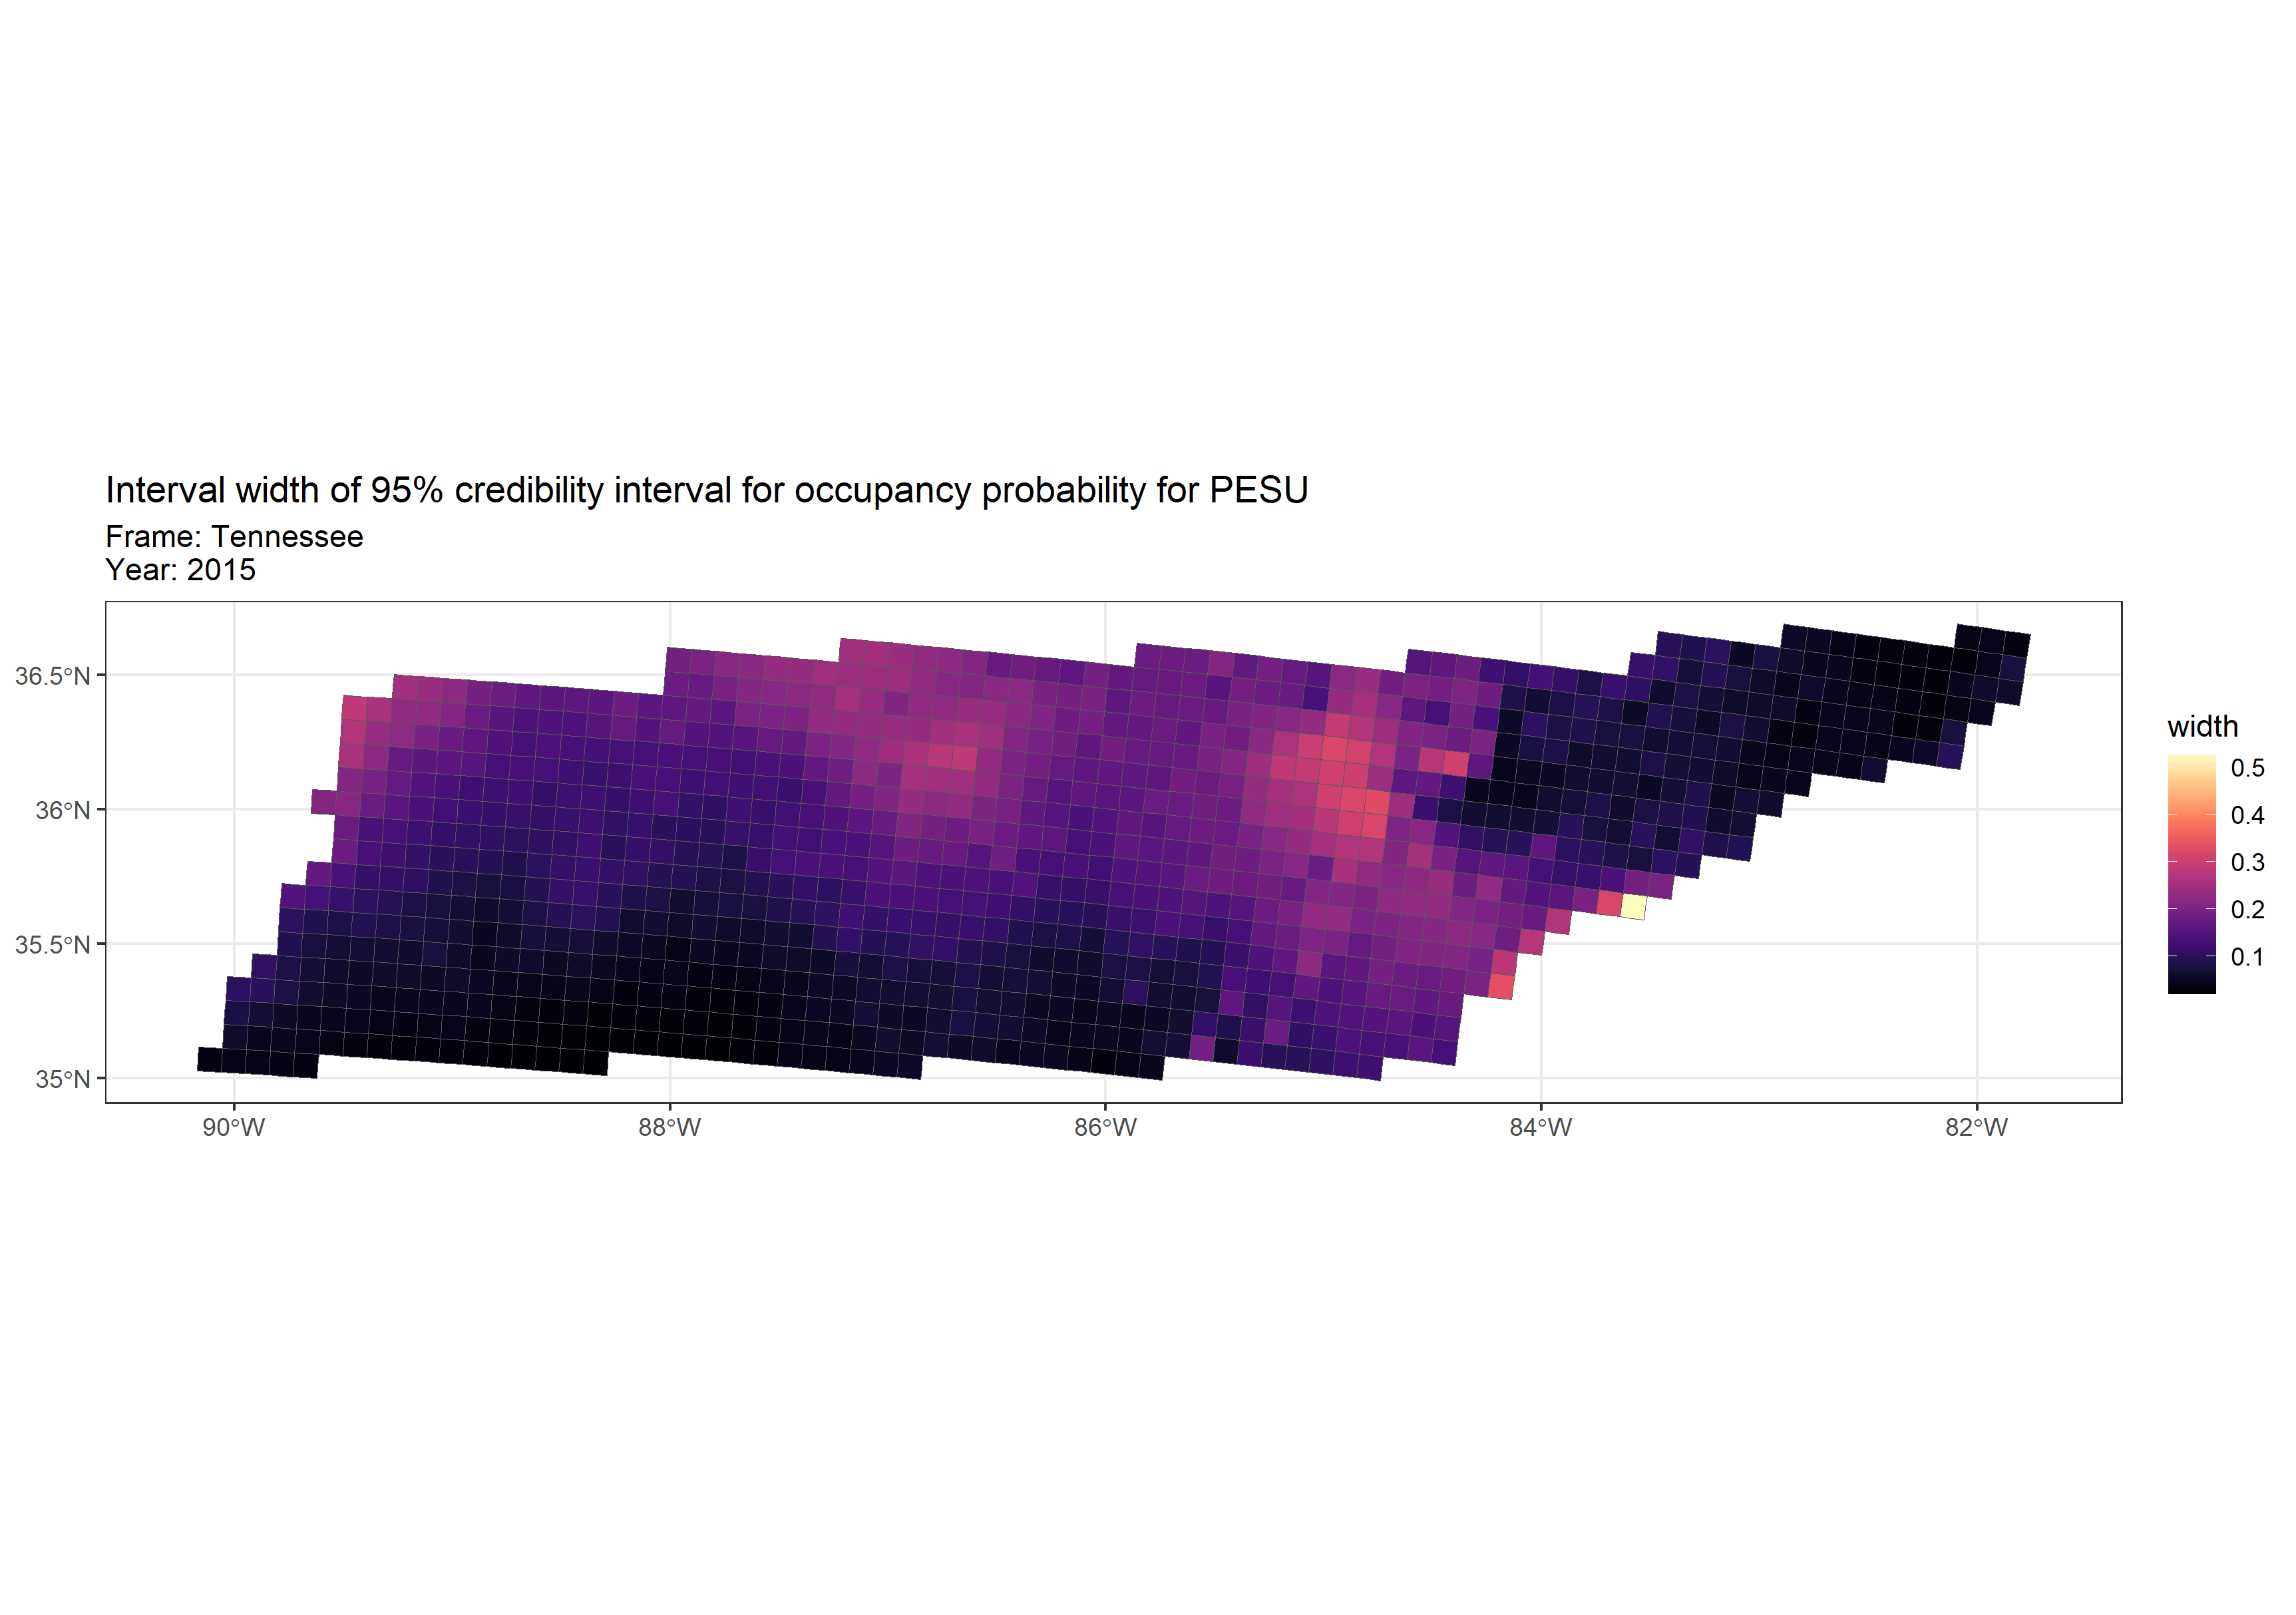 Interval width of 95% credibility interval for occupancy probability for PESU
Frame: Tennessee
Year: 2015
width
0.5
0.4
0.3
0.2
0.1
36.5°N
36°N
35.5°N
35°N
90°W
88°W
86°W
84°W
82°W